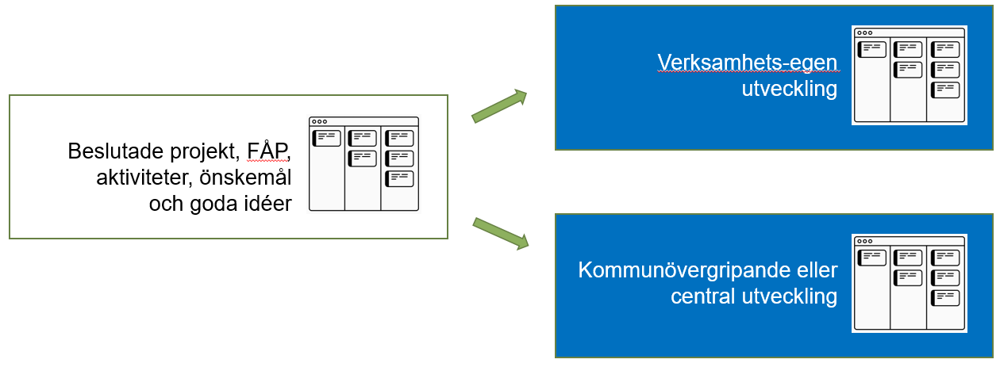 Beslutade projekt, FÅP,
aktiviteter, önskemål
och goda idéer
Verksamhets-egen
utveckling
Kommunövergripande eller
central utveckling